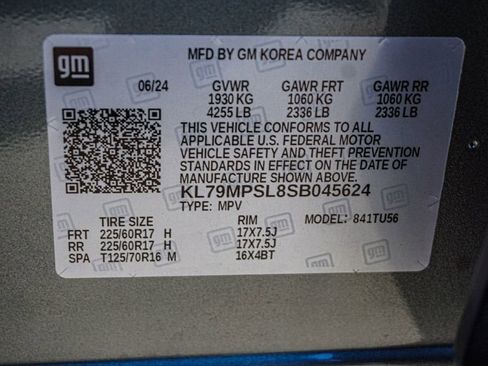 gm
MFD BY GM KOREA COMPANY
06/24 GVWR GAWR FRT GAWR RR
1930 KG 1060 KG 1060 KG
4255 LB 2336 LB 2336 LB
THIS VEHICLE CONFORMS TO ALL
APPLICABLE U.S. FEDERAL MOTOR
VEHICLE SAFETY AND THEFT PREVENTION
STANDARDS IN EFFECT ON THE DATE OF
MANUFACTURE SHOWN ABOVE.
KL79MPSL8SB045624
TYPE: MPV MODEL: 841TU56
TIRE SIZE RIM
FRT 225/60R17 H 17X7.5J
RR 225/60R17 H 17X7.5J
SPA T125/70R16 M 16X4BT